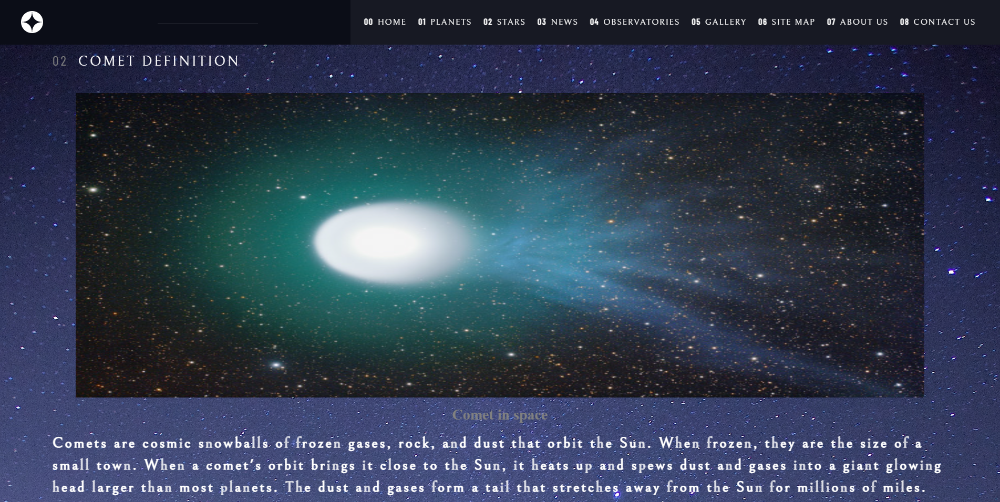 00 HOME 01 PLANETS 02 STARS 03 NEWS 04 OBSERVATORIES 05 GALLERY 06 SITE MAP 07 ABOUT US 08 CONTACT US
02 COMET DEFINITION
Comet in space
Comets are cosmic snowballs of frozen gases, rock, and dust that orbit the Sun. When frozen, they are the size of a
small town. When a comet's orbit brings it close to the Sun, it heats up and spews dust and gases into a giant glowing
head larger than most planets. The dust and gases form a tail that stretches away from the Sun for millions of miles.